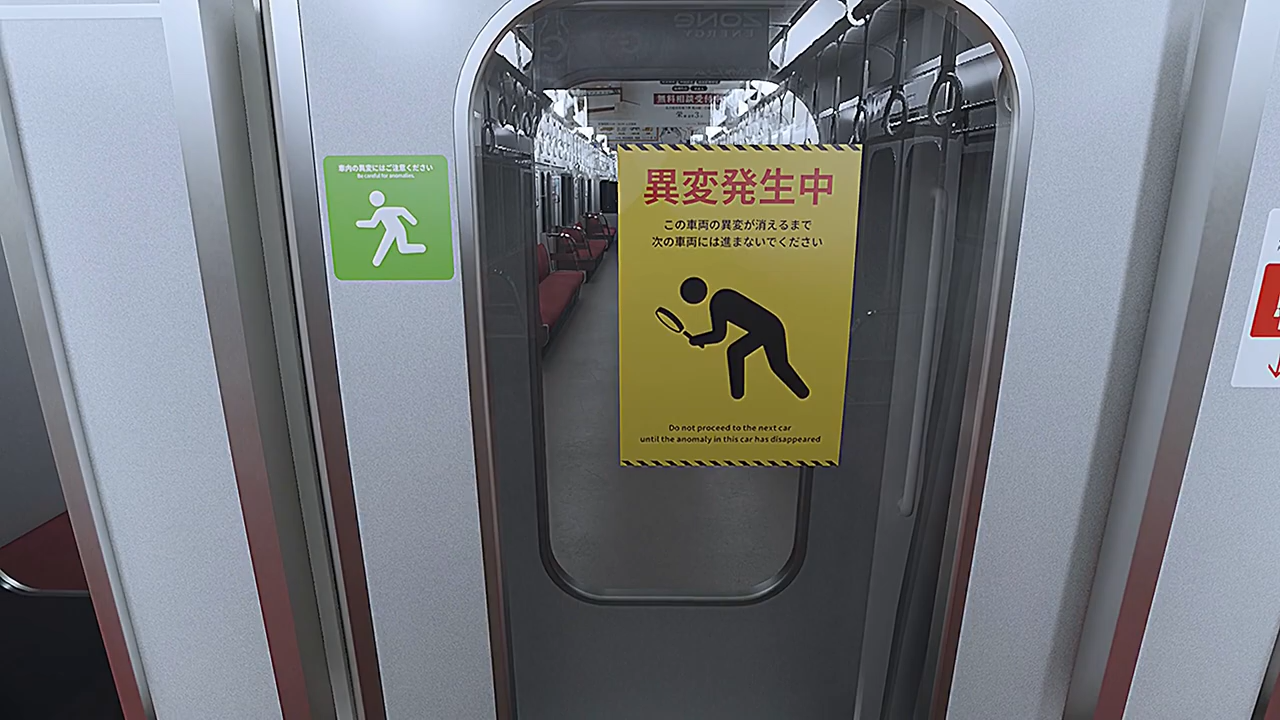 車内の異変にはご注意ください
Be careful for anomalies.
ZONE
ENERGY
無料相談受付
異変発生中
この車両の異変が消えるまで
次の車両には進まないでください
Do not proceed to the next car
until the anomaly in this car has disappeared